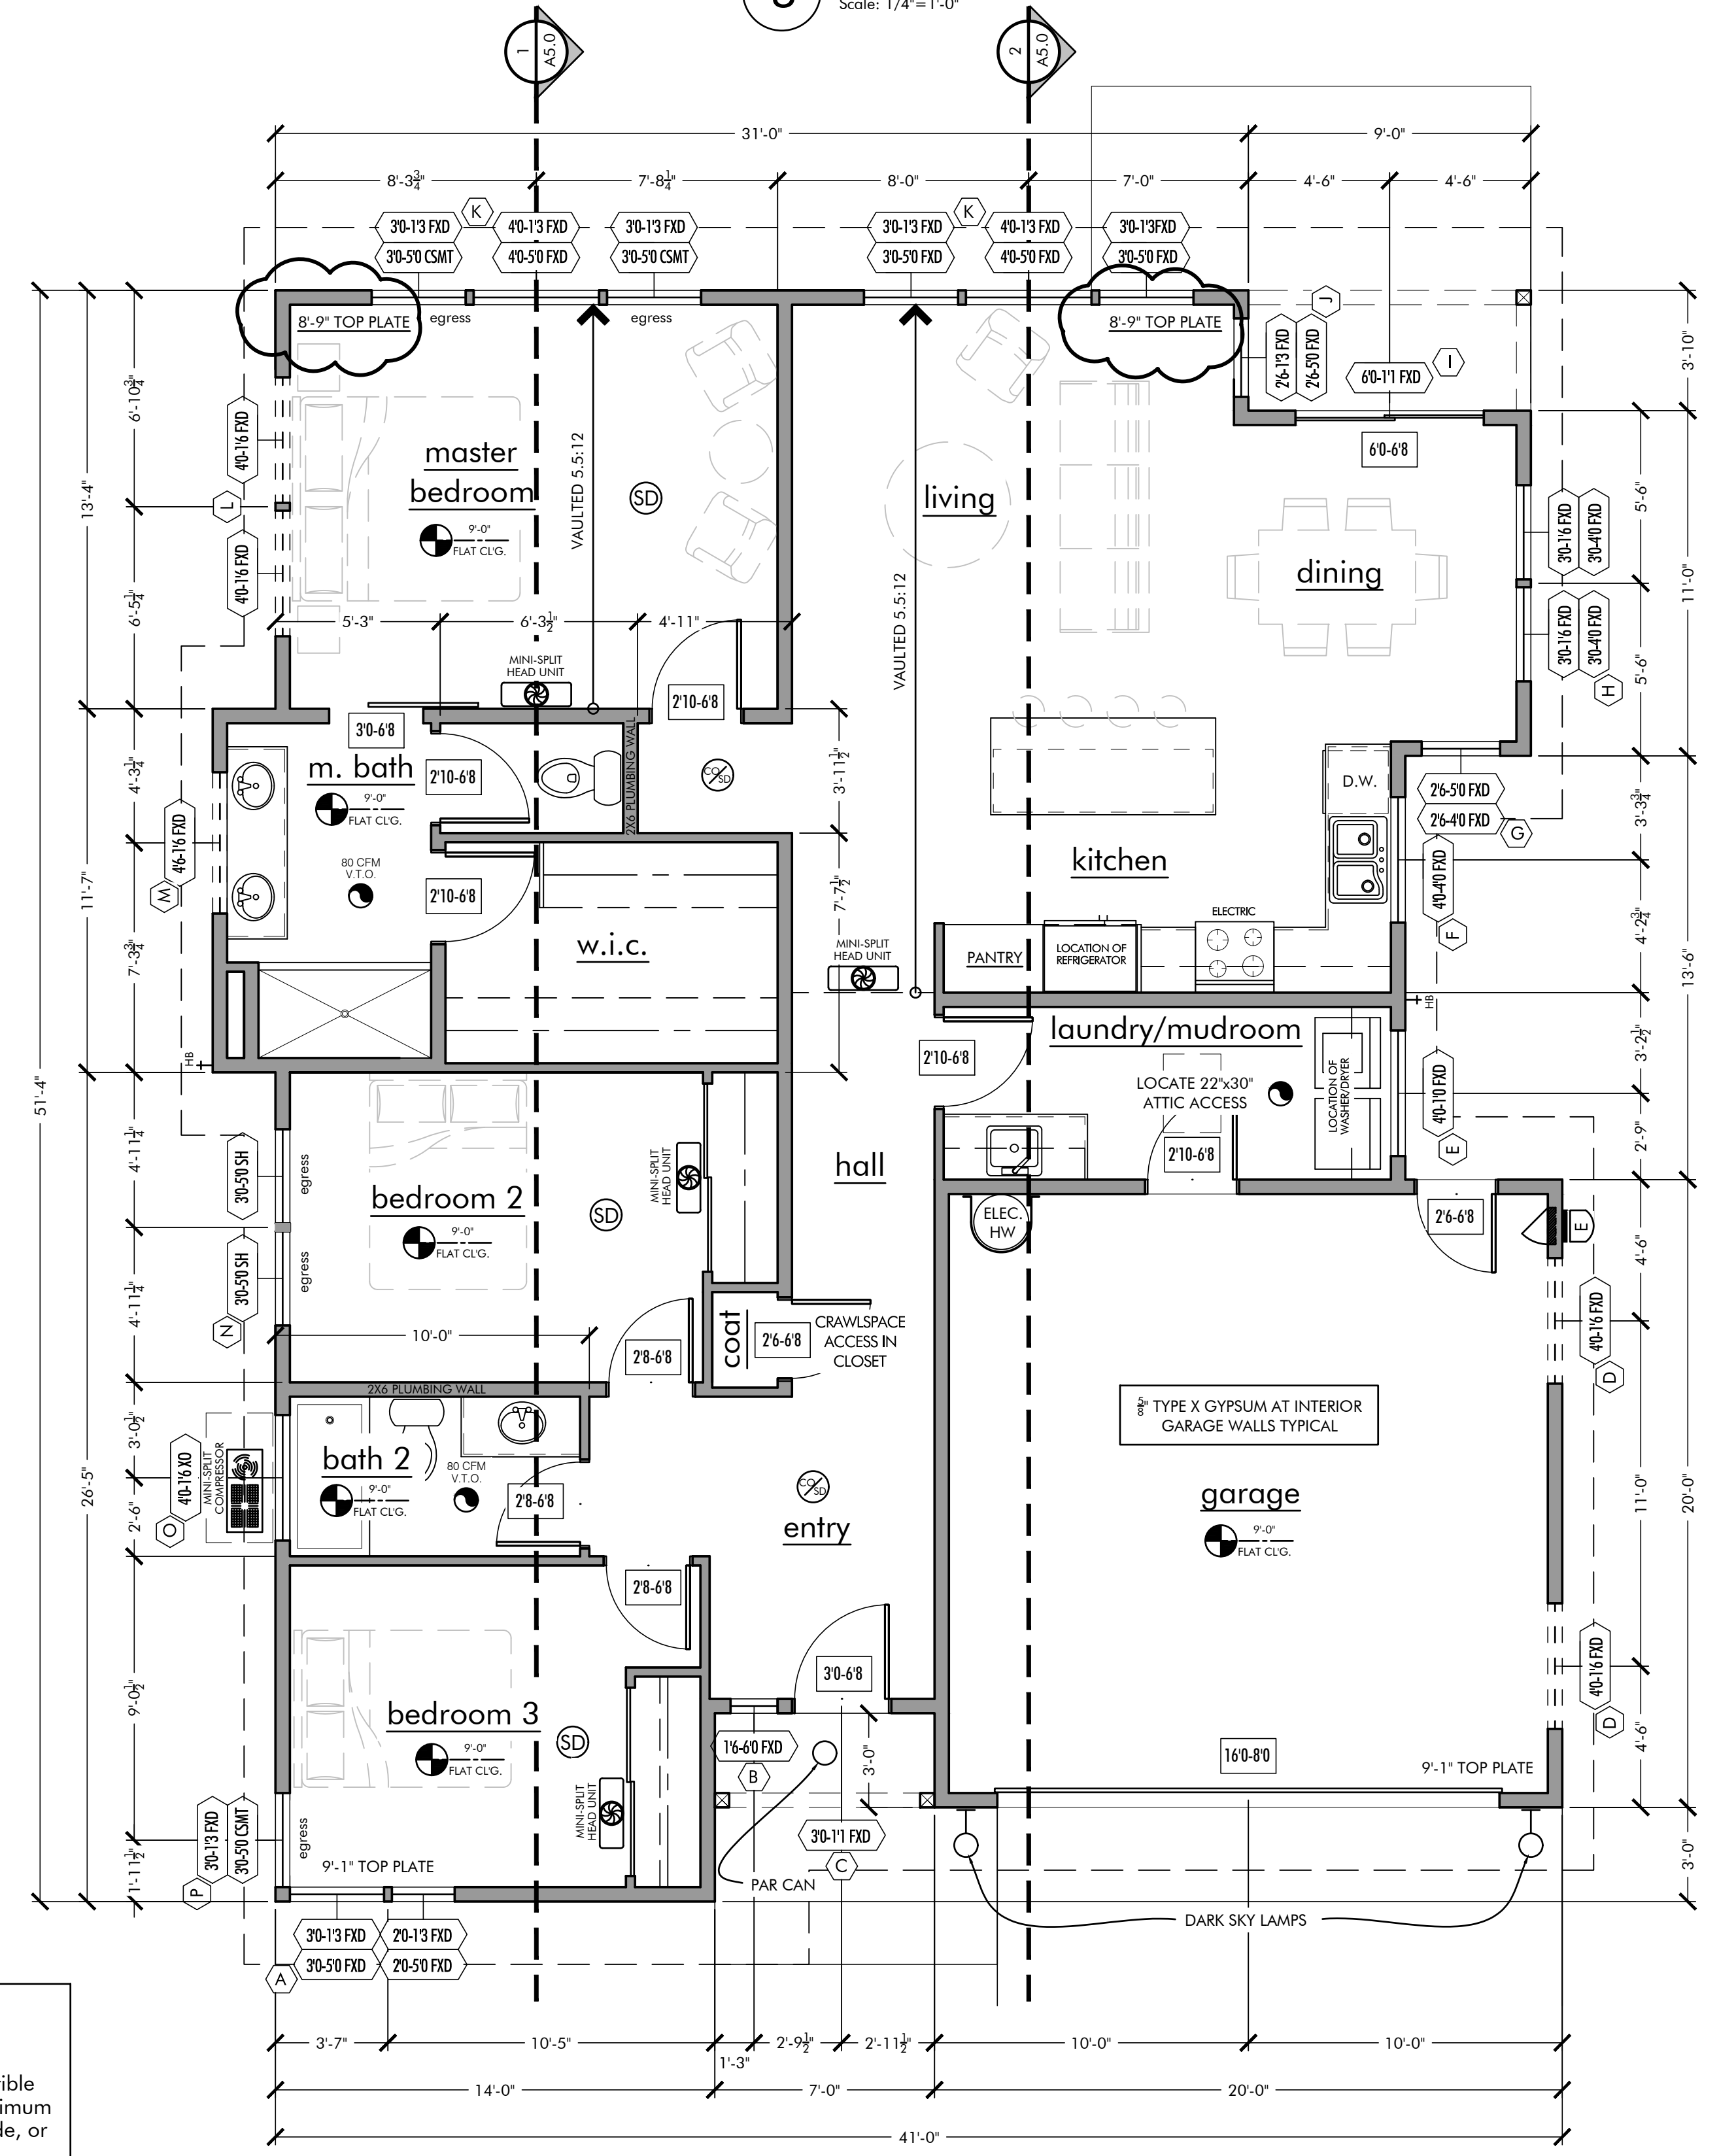 Scale: 1/4"=1'-0"
1
A5.0
2
A5.0
31'-0"
9'-0"
8'-3¾"
7'-8¼"
8'-0"
7'-0"
4'-6"
4'-6"
K
K
3'0-1'3 FXD
4'0-1'3 FXD
3'0-1'3 FXD
3'0-1'3 FXD
4'0-1'3 FXD
3'0-1'3FXD
3'0-5'0 CSMT
4'0-5'0 FXD
3'0-5'0 CSMT
3'0-5'0 FXD
4'0-5'0 FXD
3'0-5'0 FXD
egress
egress
8'-9" TOP PLATE
8'-9" TOP PLATE
J
2'6-1'3 FXD
2'6-5'0 FXD
6'0-1'1 FXD
I
6'0-6'8
3'-10"
6'-10¾"
13'-4"
4'0-1'6 FXD
L
4'0-1'6 FXD
6'-5¼"
master
bedroom
9'-0"
FLAT CL'G.
VAULTED 5.5:12
SD
living
VAULTED 5.5:12
dining
3'0-1'6 FXD
3'0-4'0 FXD
5'-6"
11'-0"
3'0-1'6 FXD
3'0-4'0 FXD
H
5'-6"
5'-3"
6'-3½"
4'-11"
MINI-SPLIT
HEAD UNIT
2'10-6'8
3'0-6'8
m. bath
9'-0"
FLAT CL'G.
2'10-6'8
2X6 PLUMBING WALL
CO/SD
3'-11½"
D.W.
2'6-5'0 FXD
2'6-4'0 FXD
G
3'-3¾"
4'-3¼"
11'-7"
4'6-1'6 FXD
M
7'-3¾"
80 CFM
V.T.O.
2'10-6'8
w.i.c.
7'-7½"
kitchen
4'0-4'0 FXD
F
4'-2¾"
13'-6"
ELECTRIC
PANTRY
LOCATION OF
REFRIGERATOR
MINI-SPLIT
HEAD UNIT
HB
HB
51'-4"
2'10-6'8
laundry/mudroom
LOCATE 22"x30"
ATTIC ACCESS
LOCATION OF
WASHER/DRYER
2'10-6'8
4'0-1'0 FXD
E
3'-2½"
2'-9"
4'-11¼"
3'0-5'0 SH
egress
3'0-5'0 SH
egress
N
4'-11¼"
bedroom 2
9'-0"
FLAT CL'G.
SD
MINI-SPLIT
HEAD UNIT
hall
ELEC.
HW
2'6-6'8
E
4'-6"
10'-0"
2'8-6'8
coat
2'6-6'8
CRAWLSPACE
ACCESS IN
CLOSET
4'0-1'6 FXD
D
2X6 PLUMBING WALL
⅝" TYPE X GYPSUM AT INTERIOR
GARAGE WALLS TYPICAL
26'-5"
3'-0½"
2'-6"
4'0-1'6 XO
O
MINI-SPLIT
COMPRESSOR
bath 2
9'-0"
FLAT CL'G.
80 CFM
V.T.O.
2'8-6'8
CO/SD
entry
garage
9'-0"
FLAT CL'G.
11'-0"
20'-0"
2'8-6'8
9'-0½"
bedroom 3
9'-0"
FLAT CL'G.
SD
MINI-SPLIT
HEAD UNIT
3'0-6'8
1'6-6'0 FXD
B
3'-0"
16'0-8'0
9'-1" TOP PLATE
4'0-1'6 FXD
D
4'-6"
3'0-1'3 FXD
3'0-5'0 CSMT
P
egress
1'-11½"
9'-1" TOP PLATE
3'0-1'1 FXD
C
PAR CAN
DARK SKY LAMPS
3'-0"
3'0-1'3 FXD
2'0-1'3 FXD
3'0-5'0 FXD
2'0-5'0 FXD
A
3'-7"
10'-5"
1'-3"
2'-9½"
2'-11½"
10'-0"
10'-0"
14'-0"
7'-0"
20'-0"
41'-0"
de, or